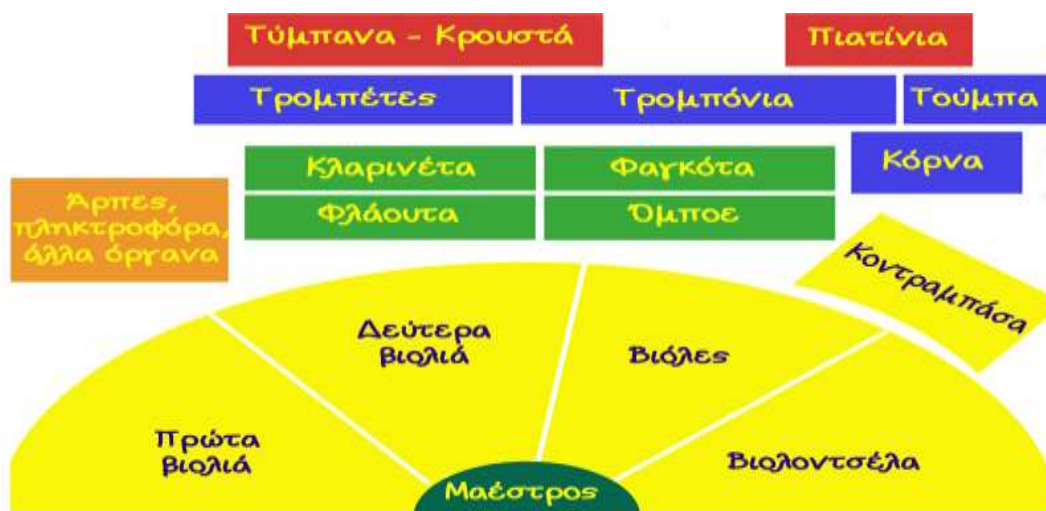 Τύμπανα - Κρουστά
Πιατίνια
Τρομπέτες
Τρομπόνια
Τούμπα
Κλαρινέτα
Φαγκότα
Κόρνα
Άρπες,
πληκτροφόρα,
άλλα όργανα
Φλάουτα
Όμποε
Κοντραμπάσα
Δεύτερα
βιολιά
Βιόλες
Πρώτα
βιολιά
Βιολοντσέλα
Μαέστρος